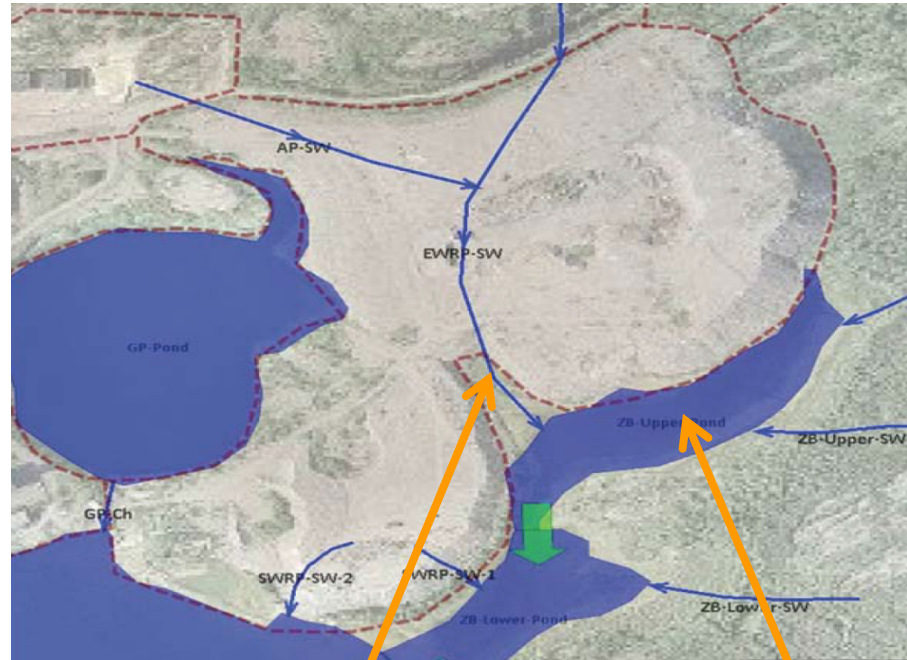 AP-SW
EWRP-SW
GP-Pond
ZB-Upper-Pond
ZB-Upper-SW
GP-Ch
SWRP-SW-2
SWRP-SW-1
ZB-Lower-SW
ZB-Lower-Pond